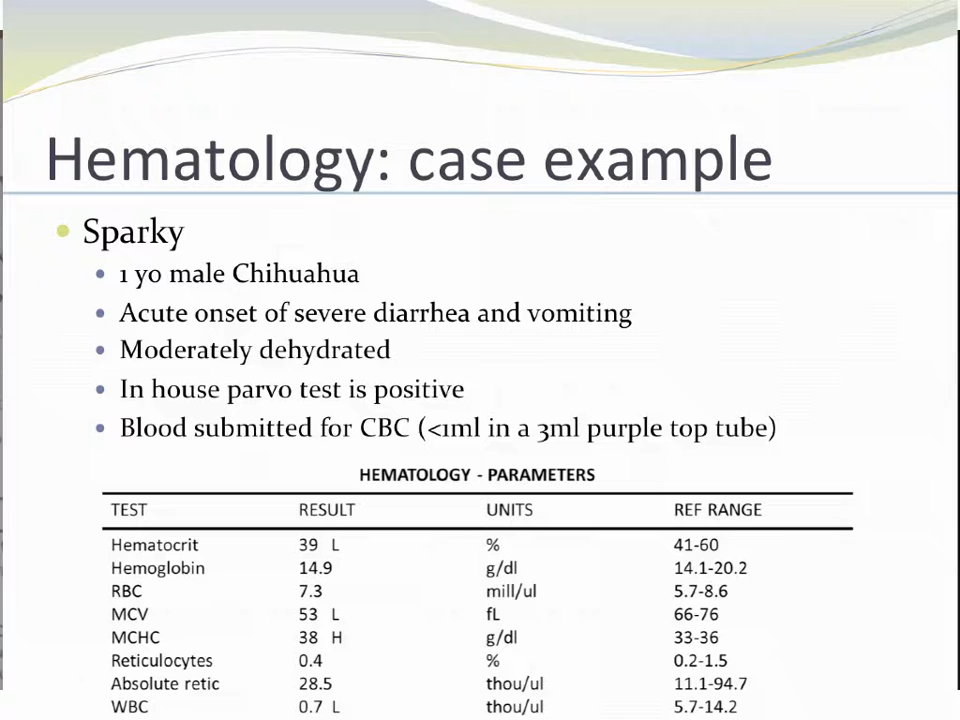 Hematology: case example
Sparky
1 yo male Chihuahua
Acute onset of severe diarrhea and vomiting
Moderately dehydrated
In house parvo test is positive
Blood submitted for CBC (<1ml in a 3ml purple top tube)
HEMATOLOGY - PARAMETERS
TEST RESULT UNITS REF RANGE
Hematocrit 39 L % 41-60
Hemoglobin 14.9 g/dl 14.1-20.2
RBC 7.3 mill/ul 5.7-8.6
MCV 53 L fL 66-76
MCHC 38 H g/dl 33-36
Reticulocytes 0.4 % 0.2-1.5
Absolute retic 28.5 thou/ul 11.1-94.7
WBC 0.7 L thou/ul 5.7-14.2